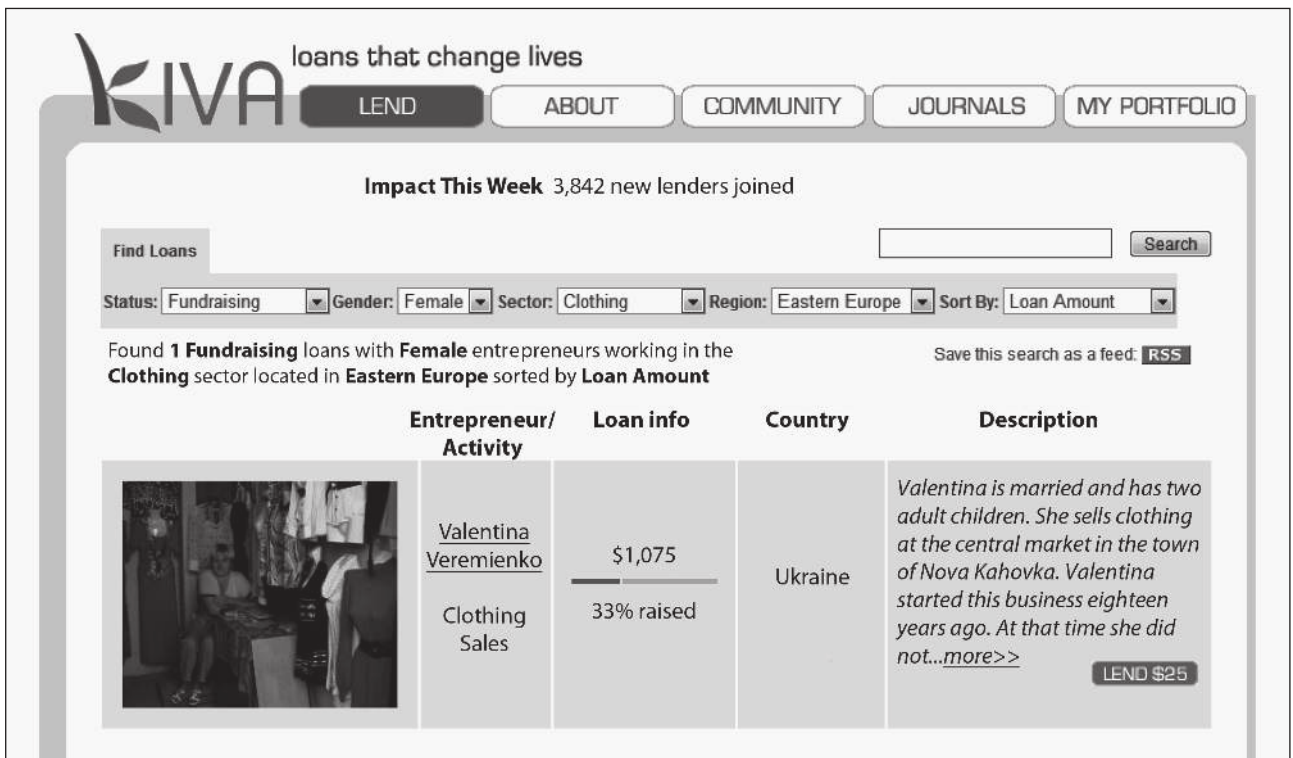 KIVA loans that change lives
LEND ABOUT COMMUNITY JOURNALS MY PORTFOLIO
Impact This Week 3,842 new lenders joined
Find Loans Search
Status: Fundraising Gender: Female Sector: Clothing Region: Eastern Europe Sort By: Loan Amount
Found 1 Fundraising loans with Female entrepreneurs working in the
Clothing sector located in Eastern Europe sorted by Loan Amount
Save this search as a feed: RSS
Entrepreneur/
Activity
Loan info
Country
Description
Valentina
Veremienko
Clothing
Sales
$1,075
33% raised
Ukraine
Valentina is married and has two
adult children. She sells clothing
at the central market in the town
of Nova Kahovka. Valentina
started this business eighteen
years ago. At that time she did
not...more>>
LEND $25